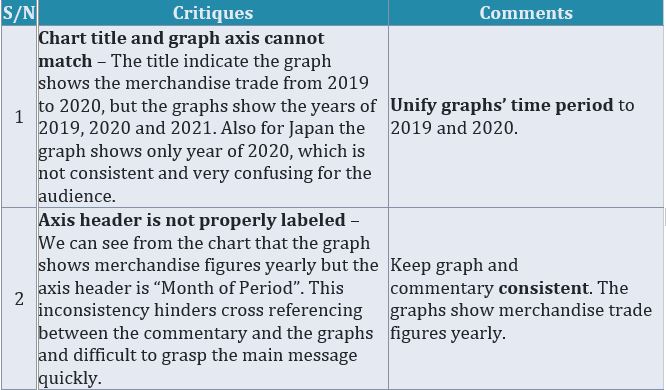 S/N Critiques Comments
Chart title and graph axis cannot
match – The title indicate the graph
shows the merchandise trade from 2019
to 2020, but the graphs show the years of
1 2019, 2020 and 2021. Also for Japan the
graph shows only year of 2020, which is
not consistent and very confusing for the
audience.
Unify graphs’ time period to
2019 and 2020.
Axis header is not properly labeled –
We can see from the chart that the graph
shows merchandise figures yearly but the
2 axis header is “Month of Period”. This
inconsistency hinders cross referencing
between the commentary and the graphs
and difficult to grasp the main message
quickly.
Keep graph and
commentary consistent. The
graphs show merchandise trade
figures yearly.